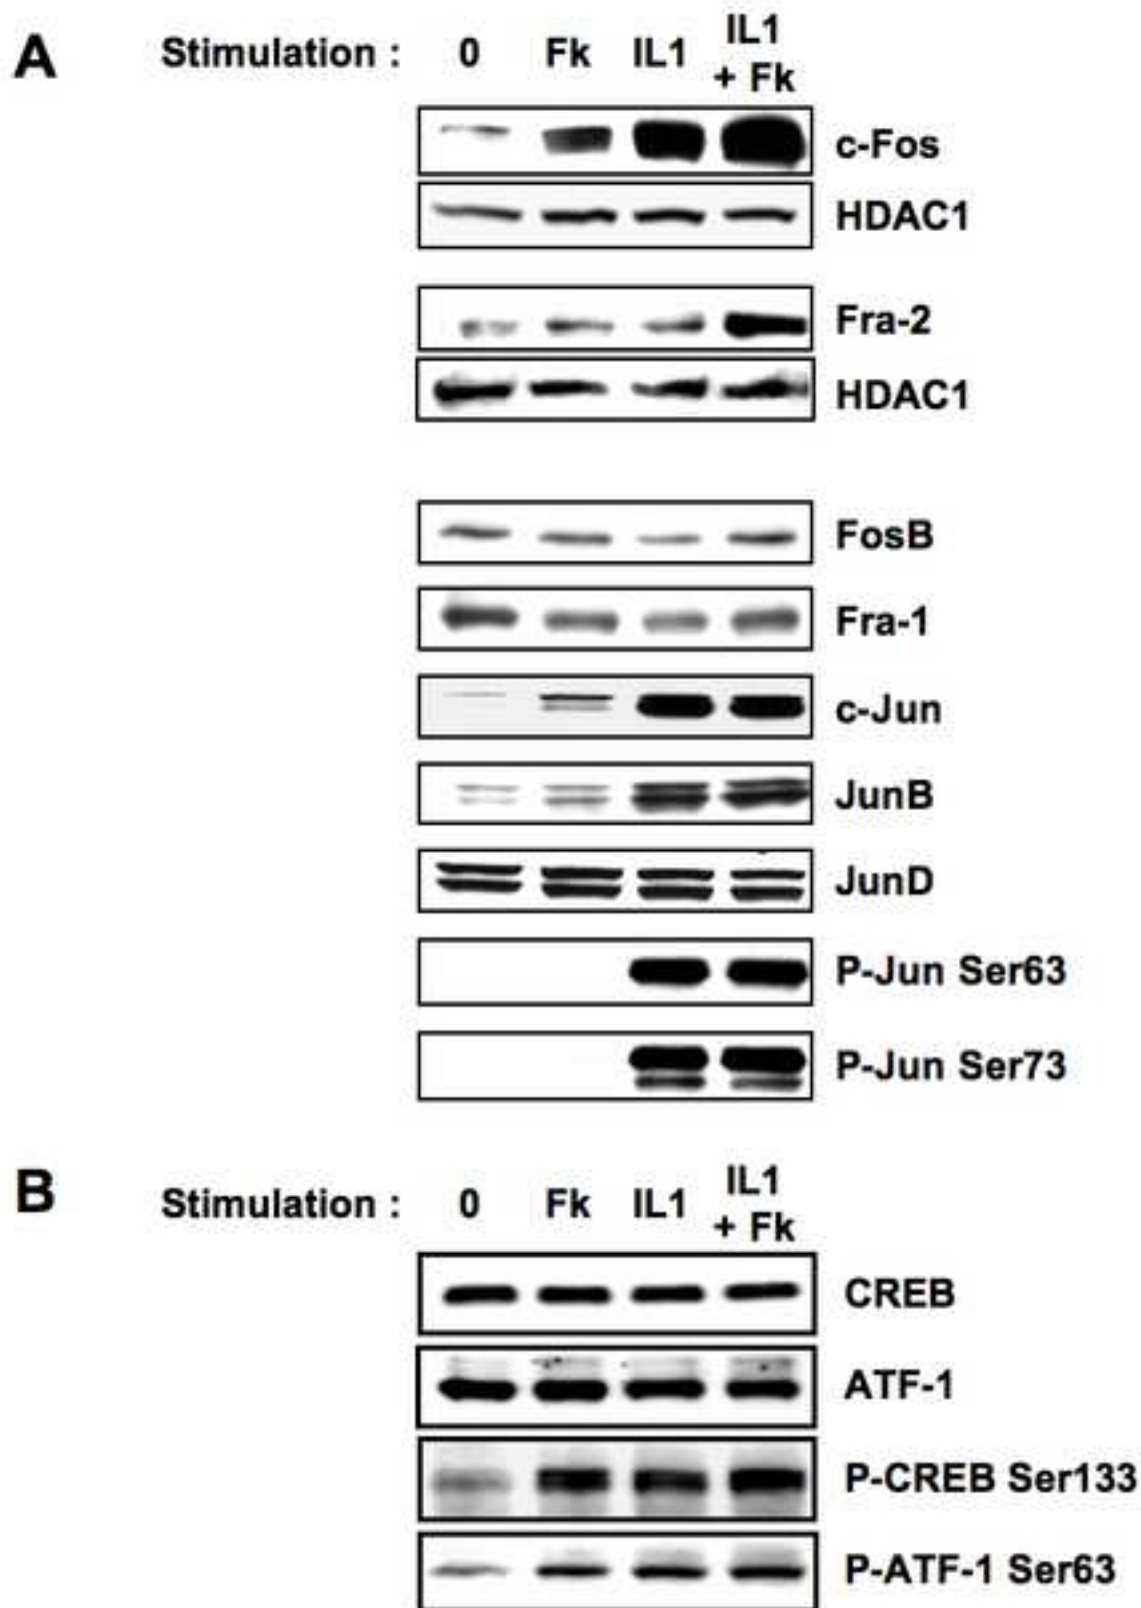 A
Stimulation : 0 Fk IL1 IL1 + Fk
c-Fos
HDAC1
Fra-2
HDAC1
FosB
Fra-1
c-Jun
JunB
JunD
P-Jun Ser63
P-Jun Ser73
B
Stimulation : 0 Fk IL1 IL1 + Fk
CREB
ATF-1
P-CREB Ser133
P-ATF-1 Ser63